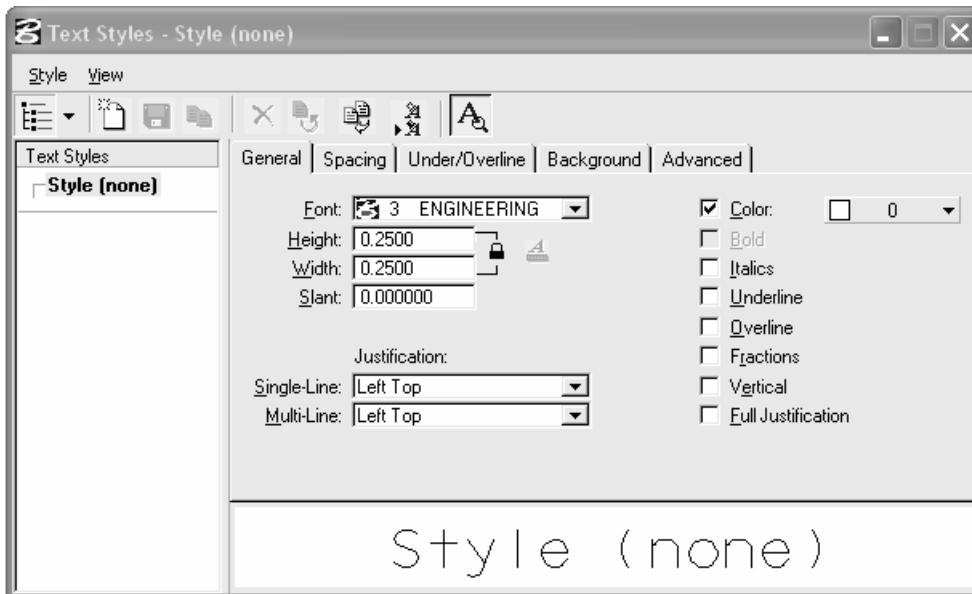 Text Styles - Style (none)
Style View
Text Styles
Style (none)
General Spacing Under/Overline Background Advanced
Font: 3 ENGINEERING
Height: 0.2500
Width: 0.2500
Slant: 0.000000
Justification:
Single-Line: Left Top
Multi-Line: Left Top
Color: 0
Bold
Italics
Underline
Overline
Fractions
Vertical
Full Justification
Style (none)